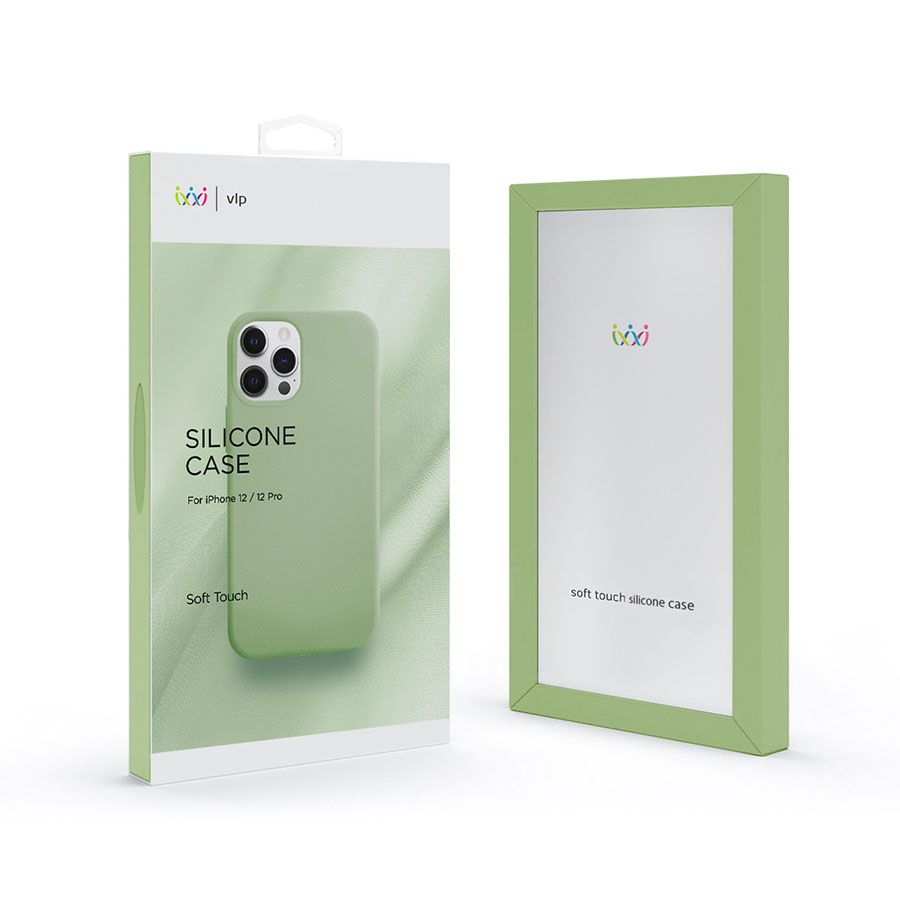 vlp
SILICONE
CASE
For iPhone 12 / 12 Pro
Soft Touch
soft touch silicone case